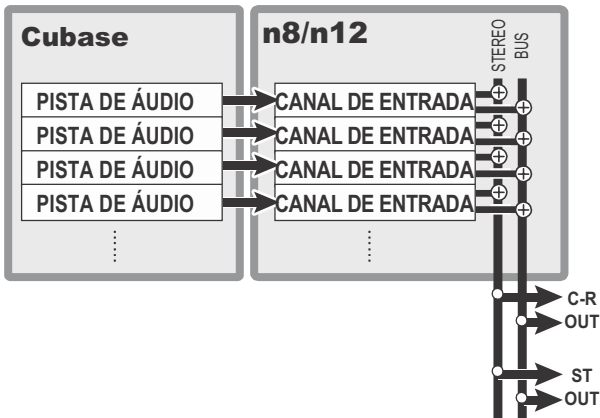 Cubase
n8/n12
STEREO
BUS
PISTA DE ÁUDIO
CANAL DE ENTRADA
PISTA DE ÁUDIO
CANAL DE ENTRADA
PISTA DE ÁUDIO
CANAL DE ENTRADA
PISTA DE ÁUDIO
CANAL DE ENTRADA
C-R
OUT
ST
OUT